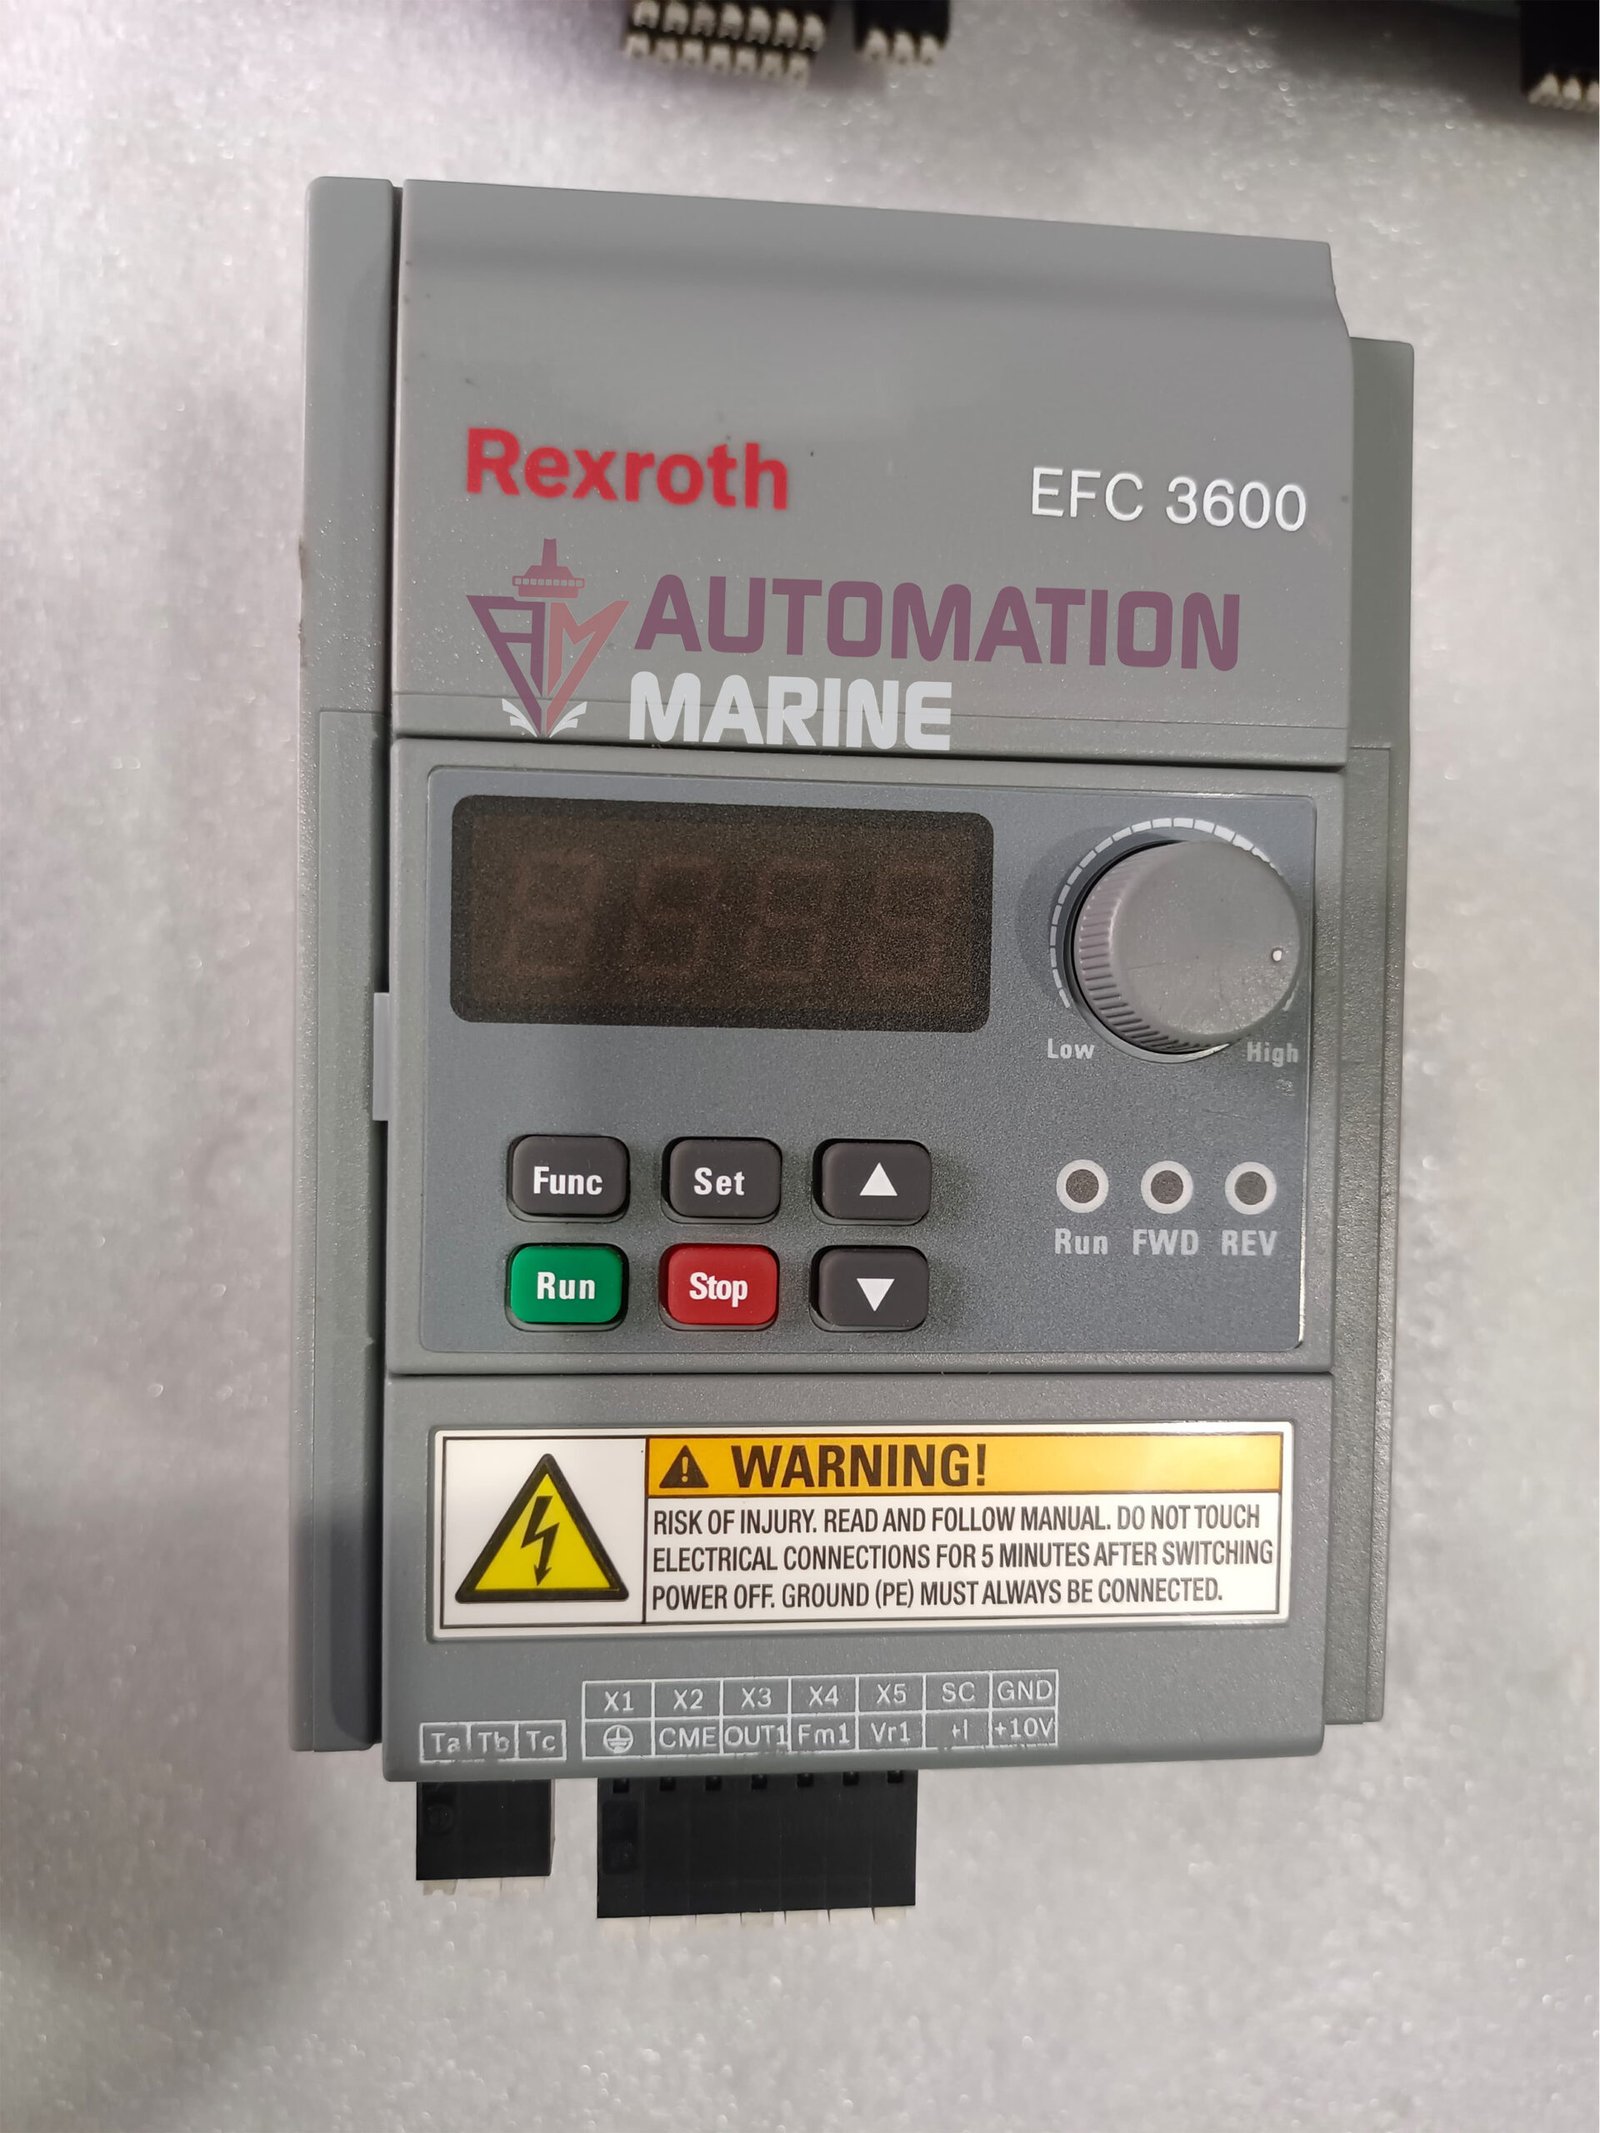 Rexroth
EFC 3600
AUTOMATION
MARINE
Low
High
Func
Set
Run
FWD
REV
Run
Stop
WARNING!
RISK OF INJURY. READ AND FOLLOW MANUAL. DO NOT TOUCH
ELECTRICAL CONNECTIONS FOR 5 MINUTES AFTER SWITCHING
POWER OFF. GROUND (PE) MUST ALWAYS BE CONNECTED.
X1 X2 X3 X4 X5 SC GND
Ta Tb Tc
CME OUT1 Fm1 Vr1 +I +10V